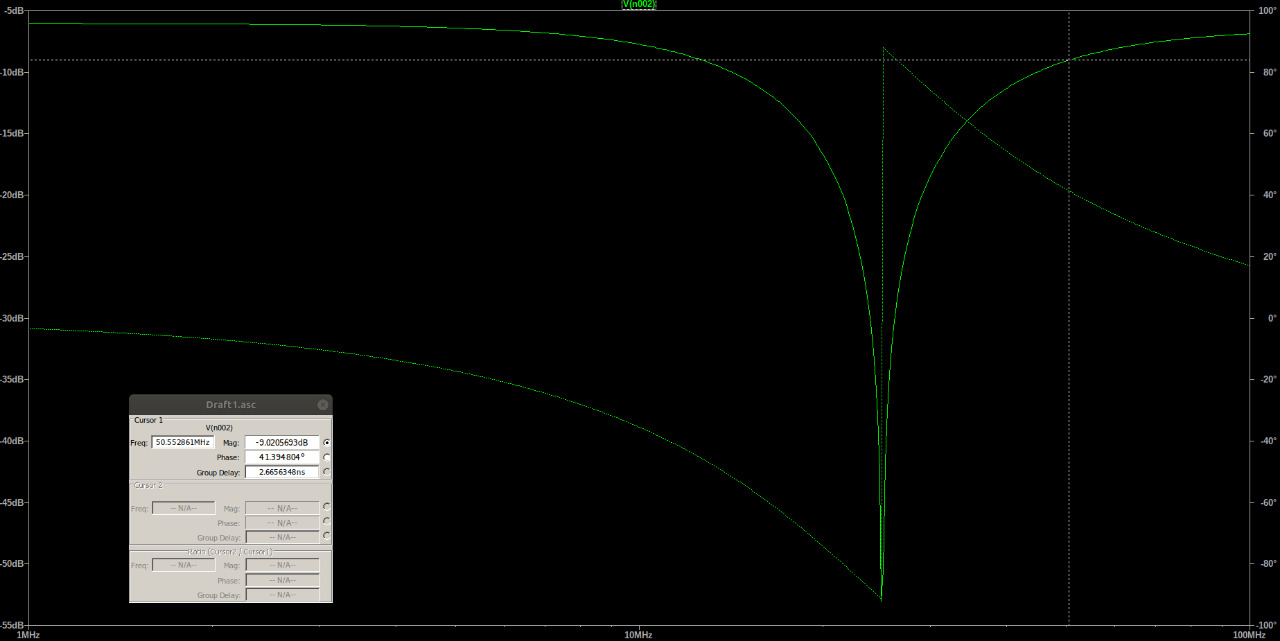 V(n002)
-5dB
100°
-10dB
80°
-15dB
60°
-20dB
40°
-25dB
20°
-30dB
0°
-35dB
-20°
-40dB
-40°
-45dB
-60°
-50dB
-80°
-55dB
-100°
1MHz
10MHz
100MHz
Draft1.asc
Cursor 1
V(n002)
Freq: 50.552861MHz Mag: -9.0205693dB
Phase: 41.394804°
Group Delay: 2.6656348ns
Cursor 2
Freq: -- N/A-- Mag: -- N/A--
Phase: -- N/A--
Group Delay: -- N/A--
Ratio (Cursor2 / Cursor1)
Freq: -- N/A-- Mag: -- N/A--
Phase: -- N/A--
Group Delay: -- N/A--